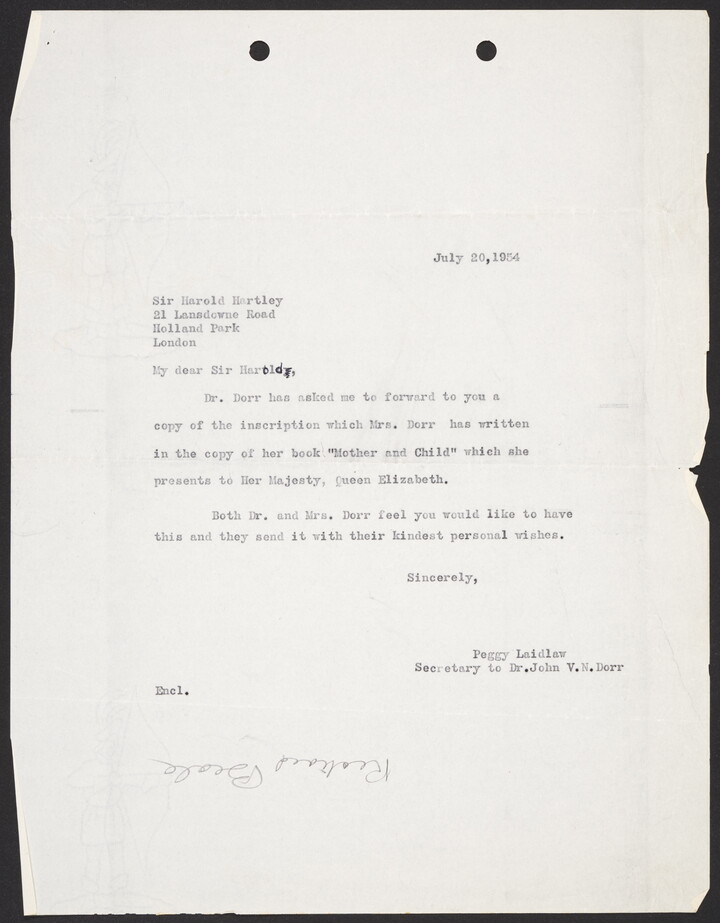 July 20,1954
Sir Harold Hartley
21 Lansdowne Road
Holland Park
London
My dear Sir
Dr. Dorr has asked me to forward to you a
copy of the inscription which Mrs. Dorr has written
in the copy of her book "Mother and Child" which she
presents to Her Majesty, Queen Elizabeth.
Both Dr. and Mrs. Dorr feel you would like to have
this and they send it with their kindest personal wishes.
Sincerely,
Peggy Laidlaw
Secretary to Dr.John V.N.Dorr
Encl.